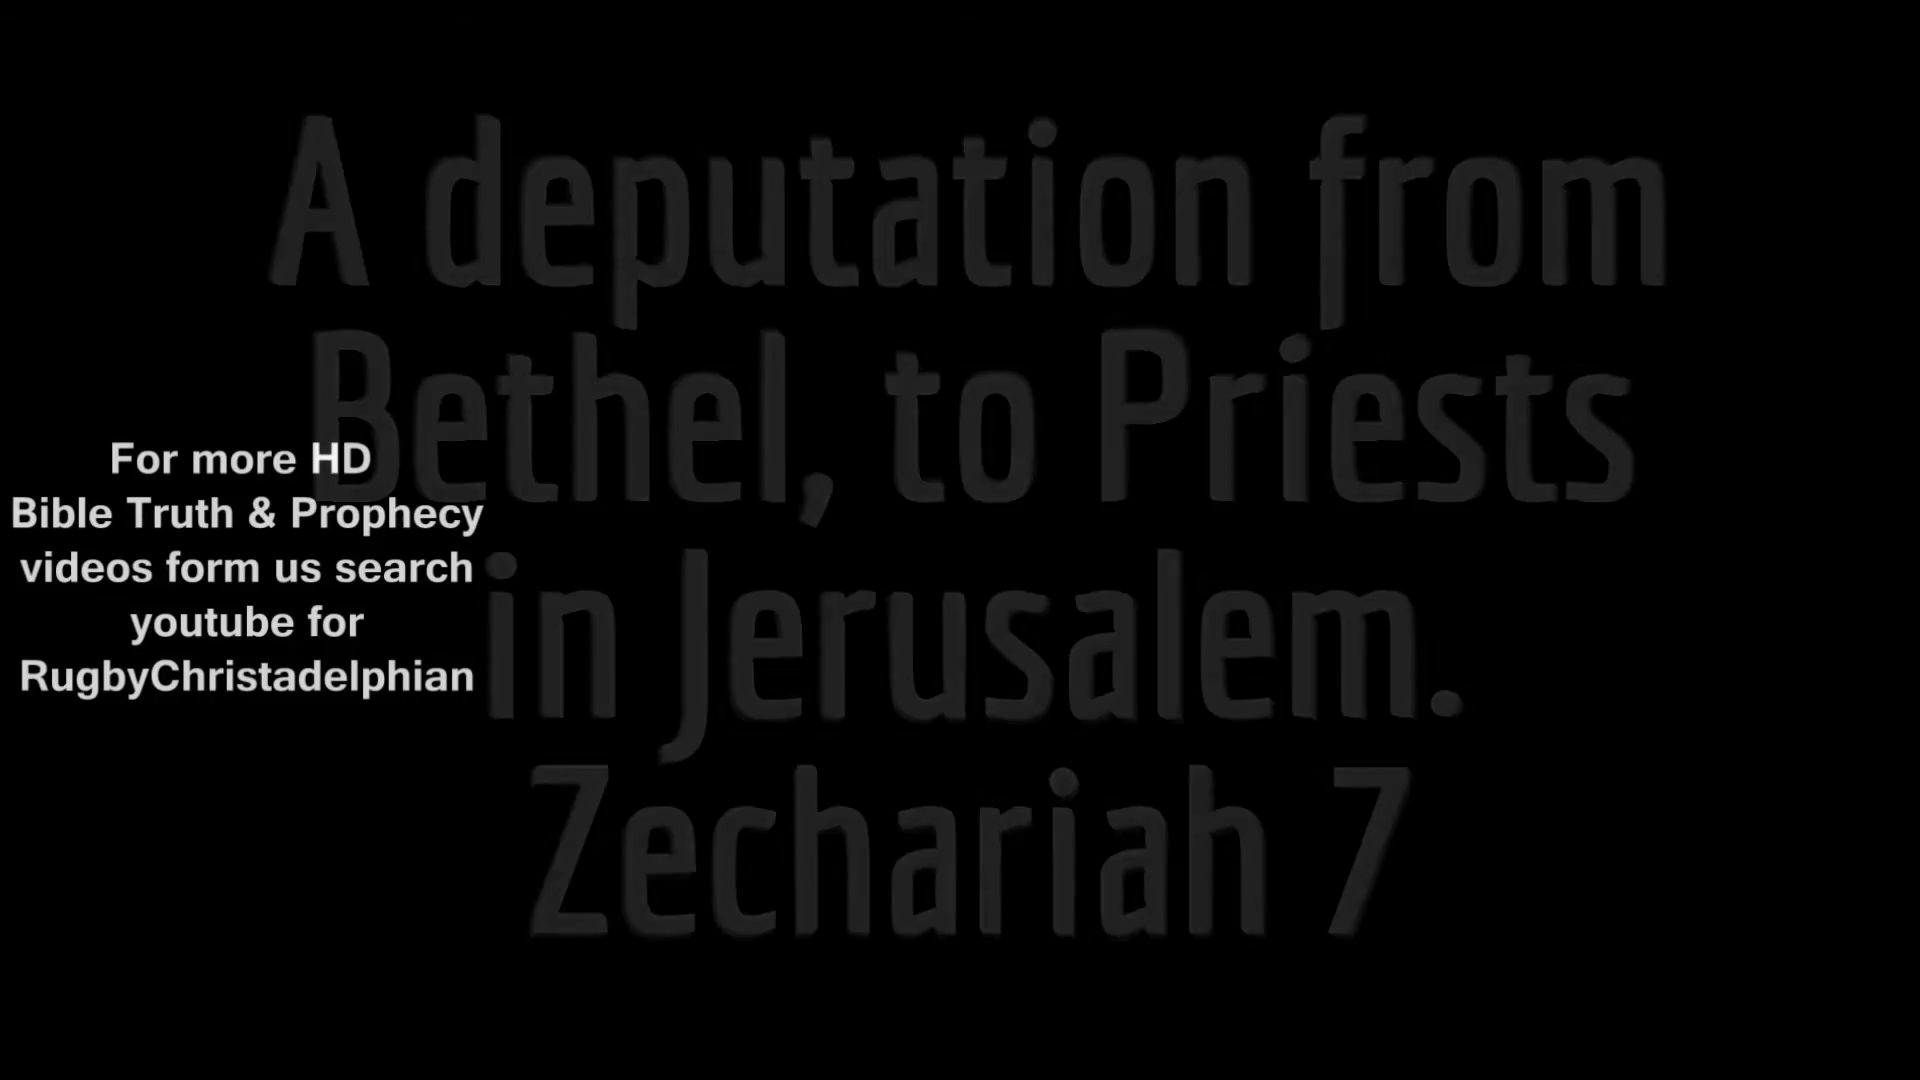 A deputation from
Bethel, to Priests
in Jerusalem.
Zechariah 7
For more HD
Bible Truth & Prophecy
videos form us search
youtube for
RugbyChristadelphian